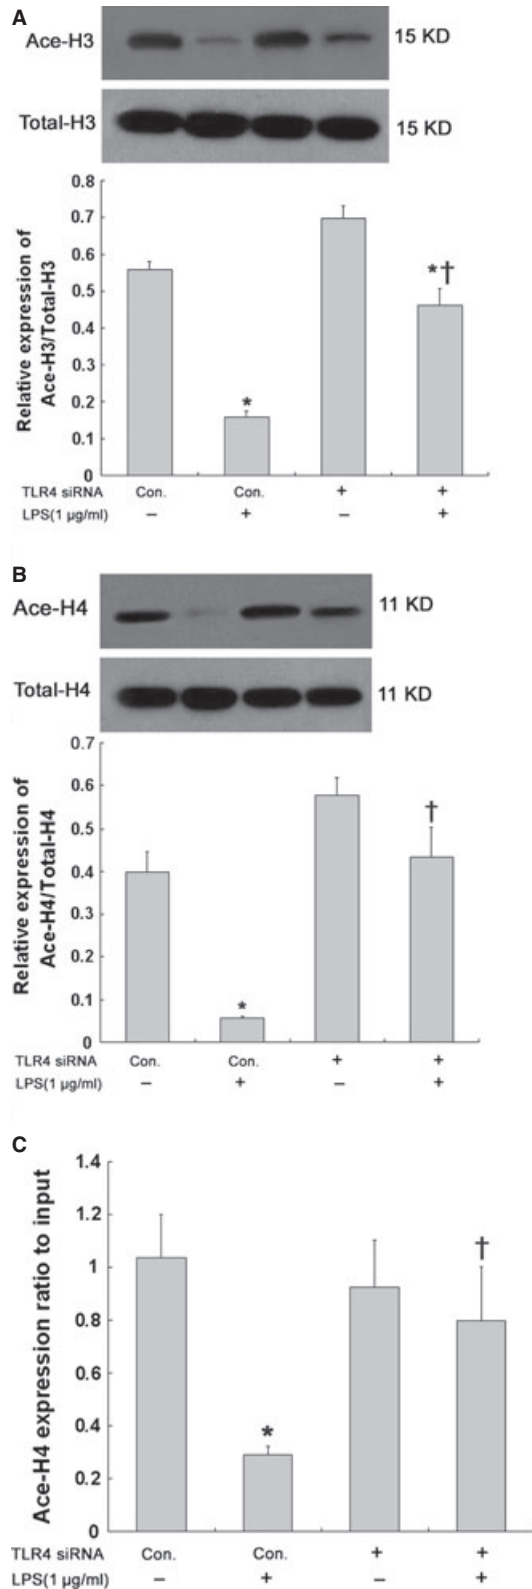 A
Ace-H3
15 KD
Total-H3
15 KD
Relative expression of
Ace-H3/Total-H3
0.8
0.7
0.6
0.5
0.4
0.3
0.2
0.1
0
*
*†
TLR4 siRNA Con. Con. + +
LPS(1 µg/ml) – + – +
B
Ace-H4
11 KD
Total-H4
11 KD
Relative expression of
Ace-H4/Total-H4
0.7
0.6
0.5
0.4
0.3
0.2
0.1
0
*
†
TLR4 siRNA Con. Con. + +
LPS(1 µg/ml) – + – +
C
Ace-H4 expression ratio to input
1.4
1.2
1
0.8
0.6
0.4
0.2
0
*
†
TLR4 siRNA Con. Con. + +
LPS(1 µg/ml) – + – +